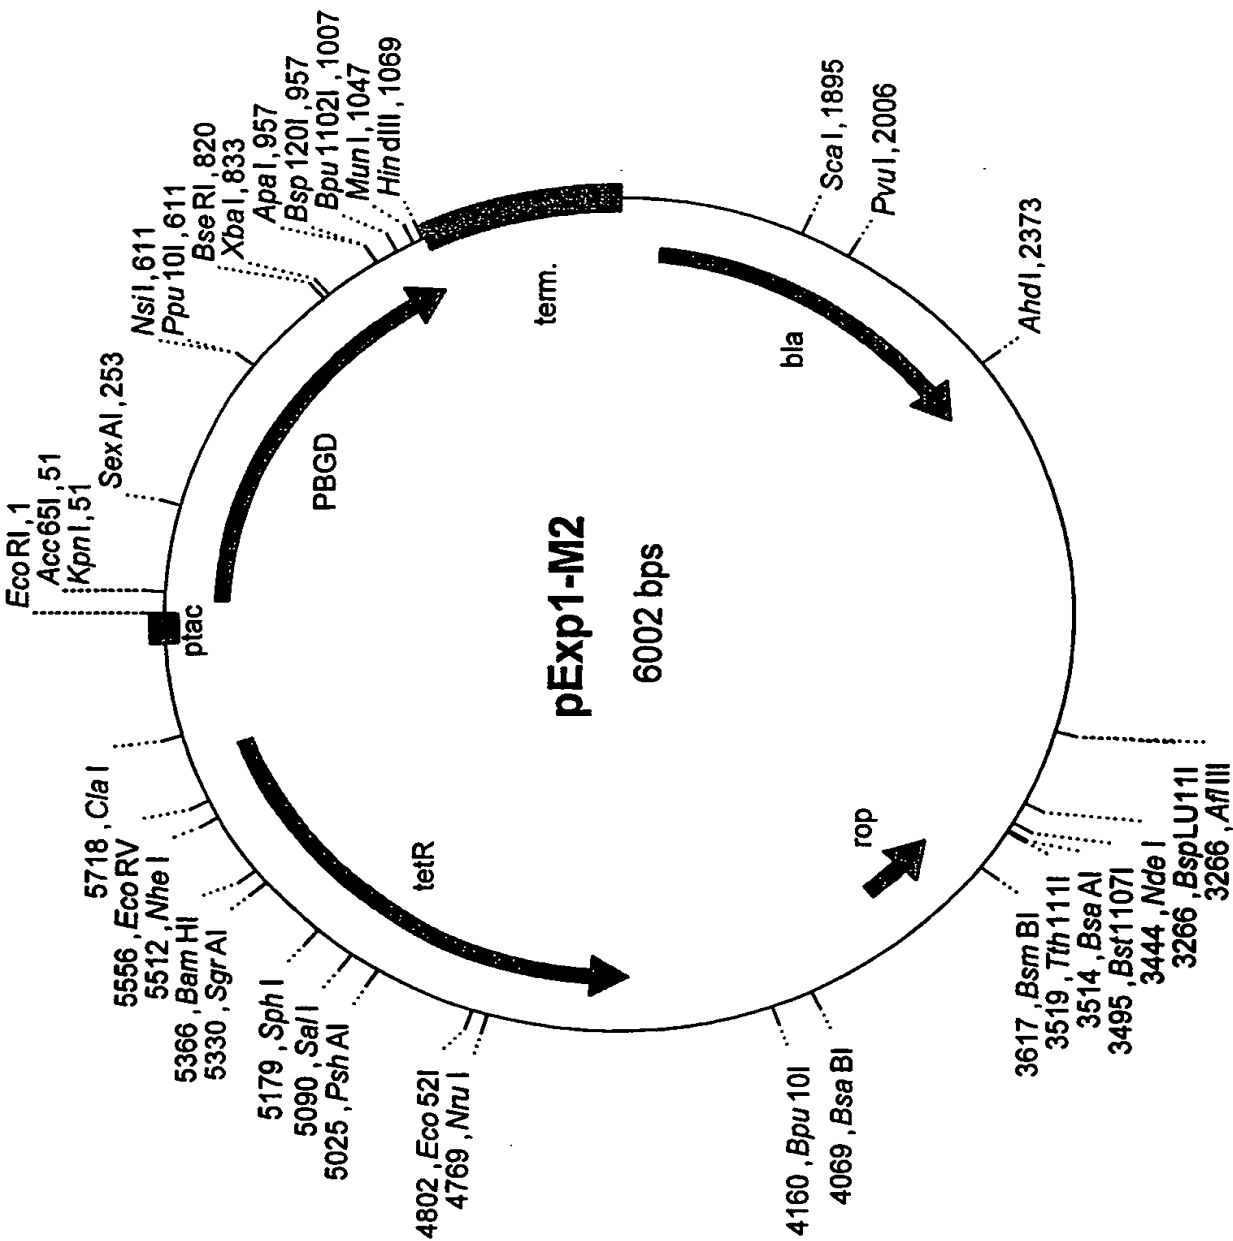 EcoRI, 1
Acc65I, 51
KpnI, 51
SexAI, 253
NsiI, 611
Ppu10I, 611
BseRI, 820
XbaI, 833
ApaI, 957
Bsp120I, 957
Bpu1102I, 1007
MunI, 1047
HindIII, 1069
ScaI, 1895
PvuI, 2006
AhdI, 2373
ptac
PBGD
term.
bla
pExp1-M2
6002 bps
tetR
rop
5718, ClaI
5556, EcoRV
5512, NheI
5366, BamHI
5330, SgrAI
5179, SphI
5090, SalI
5025, PshAI
4802, Eco52I
4769, NruI
4160, Bpu10I
4069, BsaBI
3617, BsmBI
3519, Tth111I
3514, BsaAI
3495, Bst1107I
3444, NdeI
3266, BspLU11I
3266, AflIII